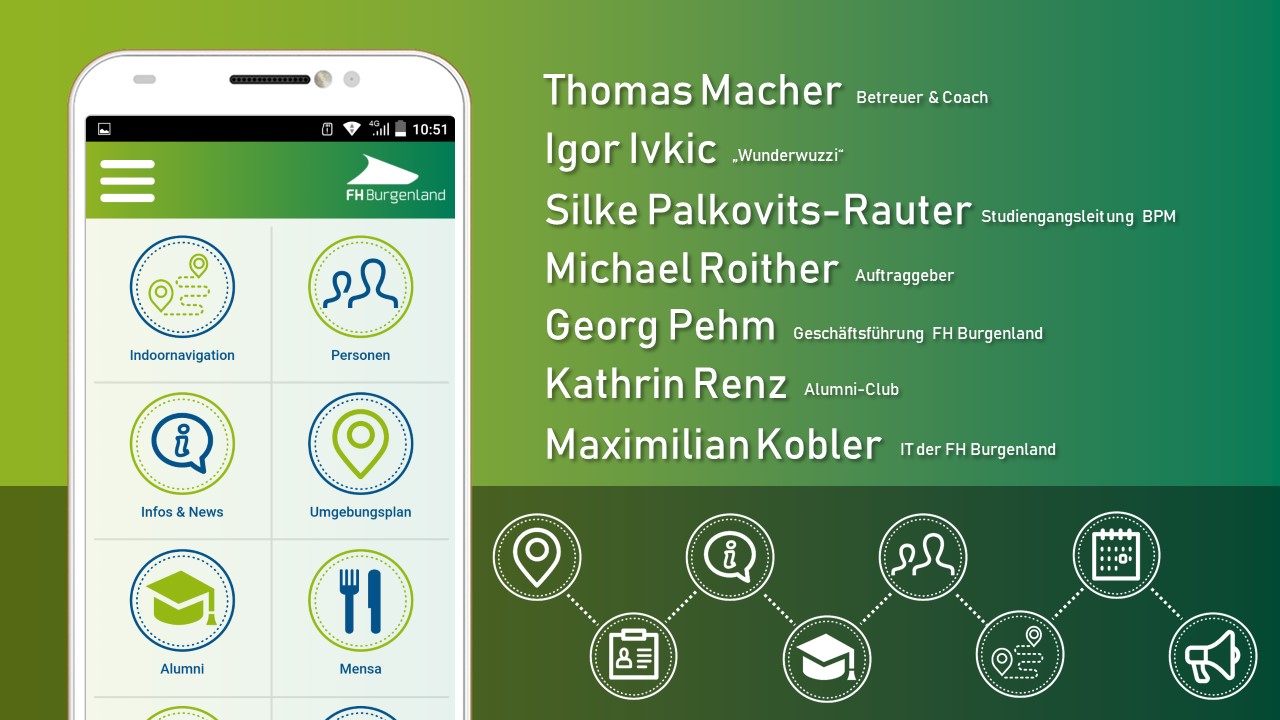 4G 10:51
FH Burgenland
Indoornavigation Personen
Infos & News Umgebungsplan
Alumni Mensa
Thomas Macher Betreuer & Coach
Igor Ivkic „Wunderwuzzi“
Silke Palkovits-Rauter Studiengangsleitung BPM
Michael Roither Auftraggeber
Georg Pehm Geschäftsführung FH Burgenland
Kathrin Renz Alumni-Club
Maximilian Kobler IT der FH Burgenland